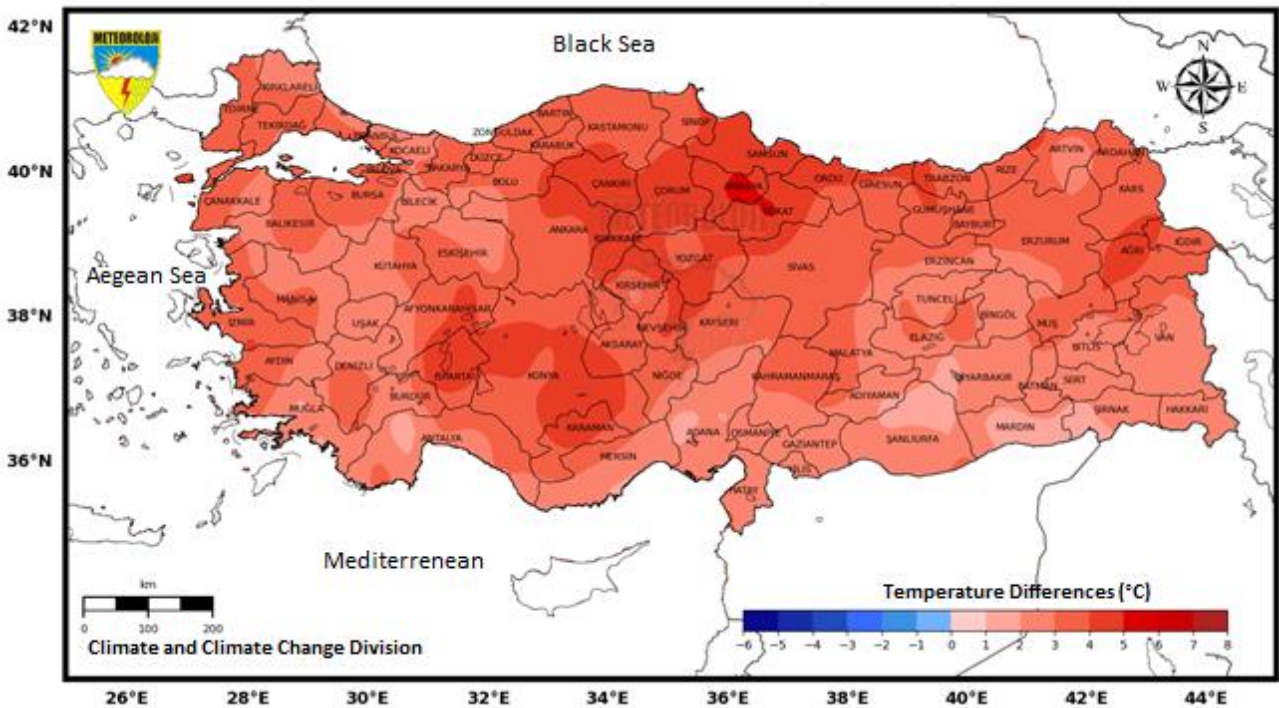 42°N
METEOROLOJİ
Black Sea
N
W E
S
KIRKLARELİ
EDİRNE
TEKİRDAĞ
İSTANBUL
KOCAELİ
YALOVA
SAKARYA
DÜZCE
ZONGULDAK
BARTIN
KARABÜK
KASTAMONU
SİNOP
SAMSUN
ORDU
GİRESUN
TRABZON
RİZE
ARTVİN
ARDAHAN
40°N
ÇANAKKALE
BURSA
BİLECİK
BOLU
ÇANKIRI
ÇORUM
AMASYA
TOKAT
GÜMÜŞHANE
BAYBURT
KARS
BALIKESİR
ESKİŞEHİR
ANKARA
KIRIKKALE
METEOROLOJİ
YOZGAT
SİVAS
ERZİNCAN
ERZURUM
AĞRI
IĞDIR
Aegean Sea
KÜTAHYA
KIRŞEHİR
TUNCELİ
BİNGÖL
38°N
MANİSA
İZMİR
UŞAK
AFYONKARAHİSAR
NEVŞEHİR
KAYSERİ
AKSARAY
ELAZIĞ
MUŞ
BİTLİS
VAN
MALATYA
AYDIN
DENİZLİ
ISPARTA
KONYA
NİĞDE
KAHRAMANMARAŞ
ADIYAMAN
DİYARBAKIR
BATMAN
SİİRT
ŞIRNAK
HAKKARİ
MUĞLA
BURDUR
ANTALYA
KARAMAN
MERSİN
ADANA
OSMANİYE
GAZİANTEP
ŞANLIURFA
MARDİN
KİLİS
HATAY
36°N
Mediterrenean
km
0 100 200
Climate and Climate Change Division
Temperature Differences (°C)
−6 −5 −4 −3 −2 −1 0 1 2 3 4 5 6 7 8
26°E 28°E 30°E 32°E 34°E 36°E 38°E 40°E 42°E 44°E